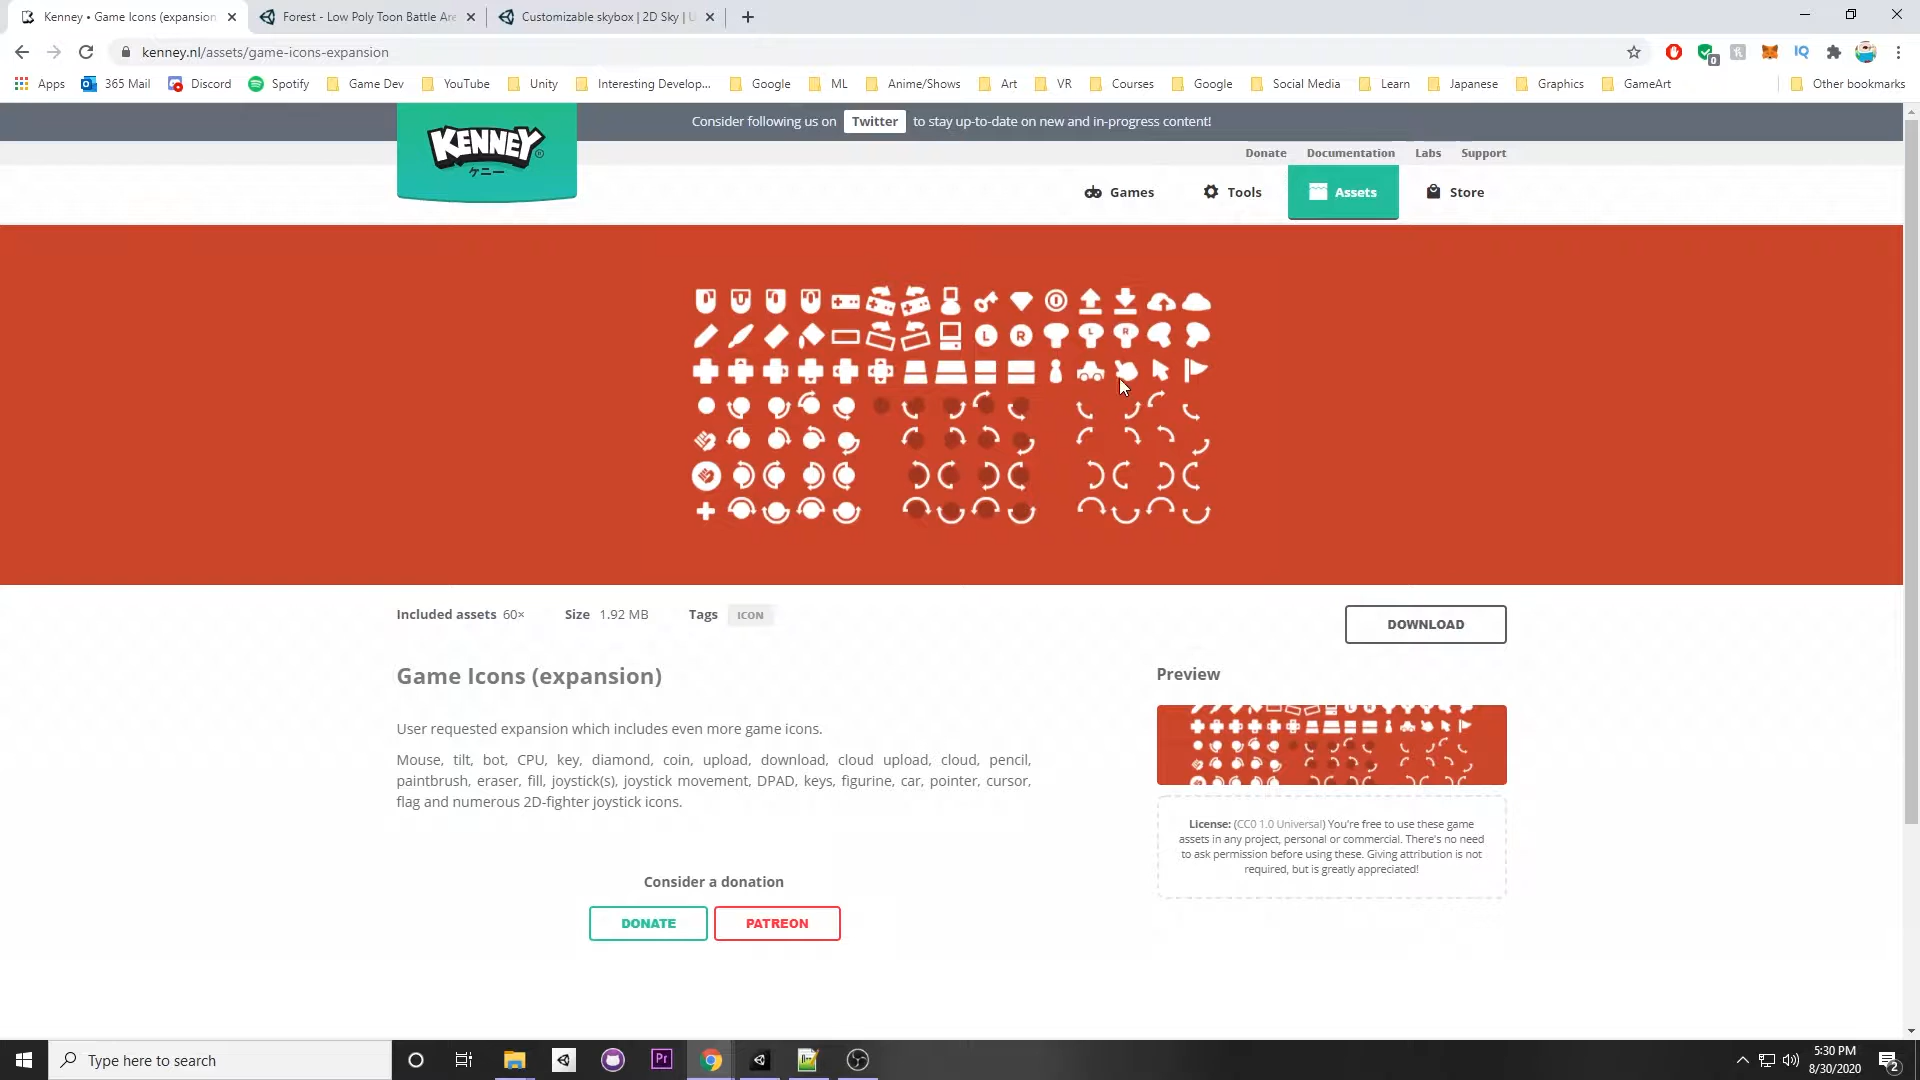 Kenney • Game Icons (expansion)
Forest - Low Poly Toon Battle Are
Customizable skybox | 2D Sky | U
kenney.nl/assets/game-icons-expansion
Apps
365 Mail
Discord
Spotify
Game Dev
YouTube
Unity
Interesting Develop...
Google
ML
Anime/Shows
Art
VR
Courses
Google
Social Media
Learn
Japanese
Graphics
GameArt
Other bookmarks
Consider following us on Twitter to stay up-to-date on new and in-progress content!
KENNEY
ケニー
Donate
Documentation
Labs
Support
Games
Tools
Assets
Store
L
R
L
R
Included assets 60×
Size 1.92 MB
Tags ICON
DOWNLOAD
Game Icons (expansion)
Preview
User requested expansion which includes even more game icons.
Mouse, tilt, bot, CPU, key, diamond, coin, upload, download, cloud upload, cloud, pencil,
paintbrush, eraser, fill, joystick(s), joystick movement, DPAD, keys, figurine, car, pointer, cursor,
flag and numerous 2D-fighter joystick icons.
License: (CC0 1.0 Universal) You're free to use these game
assets in any project, personal or commercial. There's no need
to ask permission before using these. Giving attribution is not
required, but is greatly appreciated!
Consider a donation
DONATE
PATREON
Type here to search
Pr
5:30 PM
8/30/2020
2